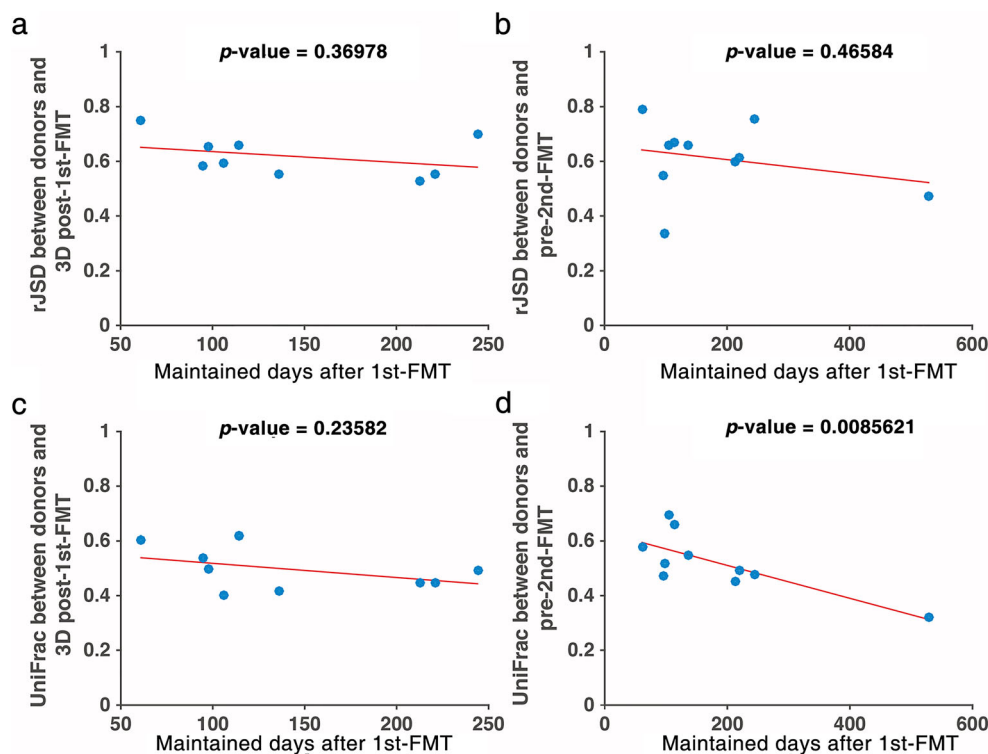 a
p-value = 0.36978
rJSD between donors and
3D post-1st-FMT
1
0.8
0.6
0.4
0.2
0
50
100
150
200
250
Maintained days after 1st-FMT
b
p-value = 0.46584
rJSD between donors and
pre-2nd-FMT
1
0.8
0.6
0.4
0.2
0
0
200
400
600
Maintained days after 1st-FMT
c
p-value = 0.23582
UniFrac between donors and
3D post-1st-FMT
1
0.8
0.6
0.4
0.2
0
50
100
150
200
250
Maintained days after 1st-FMT
d
p-value = 0.0085621
UniFrac between donors and
pre-2nd-FMT
1
0.8
0.6
0.4
0.2
0
0
200
400
600
Maintained days after 1st-FMT